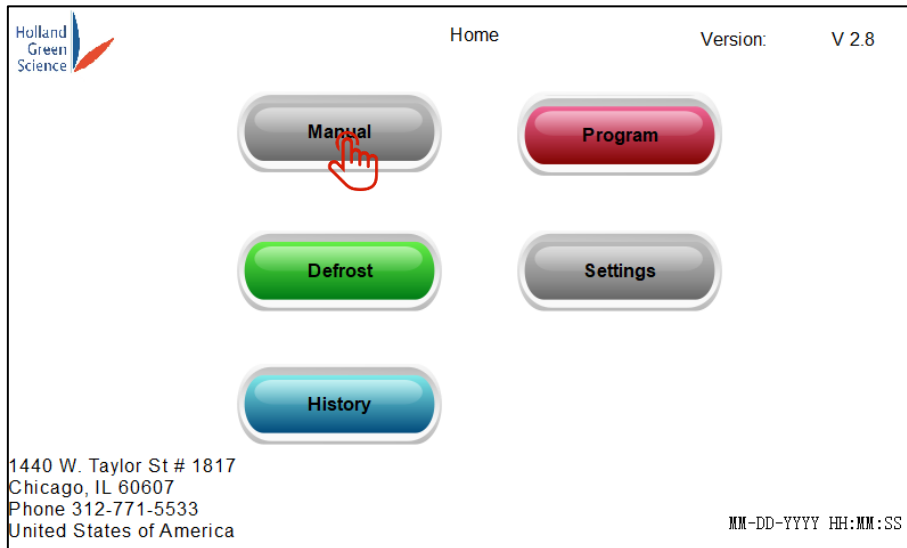 Holland
Green
Science
Home
Version: V 2.8
Manual
Program
Defrost
Settings
History
1440 W. Taylor St # 1817
Chicago, IL 60607
Phone 312-771-5533
United States of America
MM-DD-YYYY HH:MM:SS